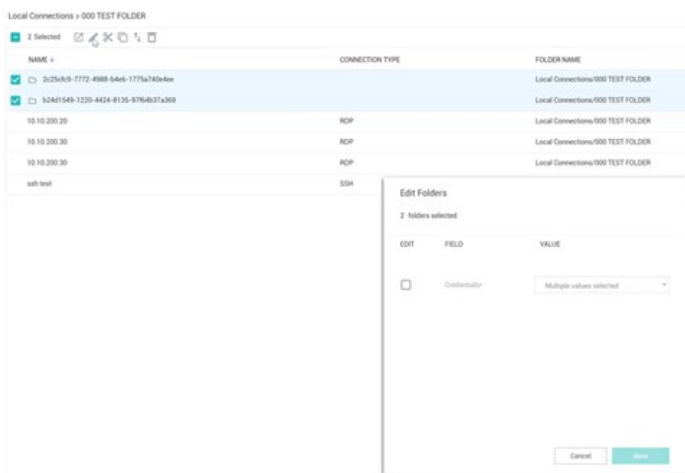 Local Connections > 000 TEST FOLDER
2 Selected
NAME CONNECTION TYPE FOLDER NAME
2c25cfc9-7772-4988-b4e6-1775a740e4ee Local Connections/000 TEST FOLDER
b24d1549-1220-4424-8135-97f64b37a369 Local Connections/000 TEST FOLDER
10.10.200.20 RDP Local Connections/000 TEST FOLDER
10.10.200.30 RDP Local Connections/000 TEST FOLDER
10.10.200.30 RDP Local Connections/000 TEST FOLDER
ssh test SSH
Edit Folders
2 folders selected.
EDIT FIELD VALUE
Credentials Multiple values selected
Cancel Save